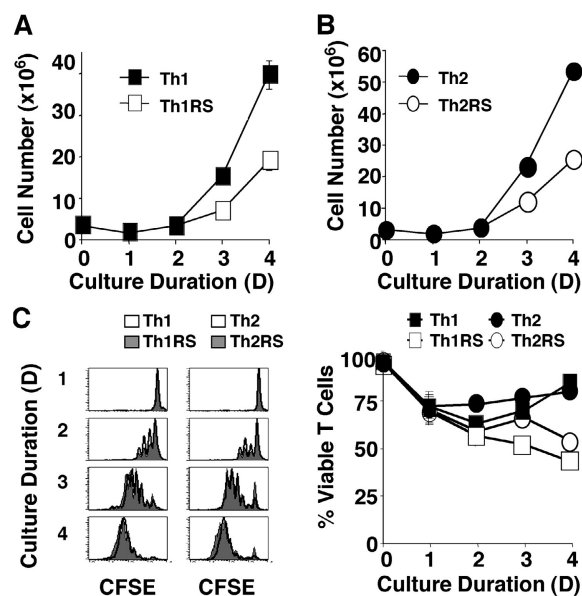 A
Cell Number (x10⁶)
40
30
20
10
0
Th1
Th1RS
0 1 2 3 4
Culture Duration (D)
B
Cell Number (x10⁶)
60
50
40
30
20
10
0
Th2
Th2RS
0 1 2 3 4
Culture Duration (D)
C
Th1 Th2
Th1RS Th2RS
Culture Duration (D)
1
2
3
4
CFSE CFSE
Th1 Th2
Th1RS Th2RS
% Viable T Cells
100
75
50
25
0
0 1 2 3 4
Culture Duration (D)